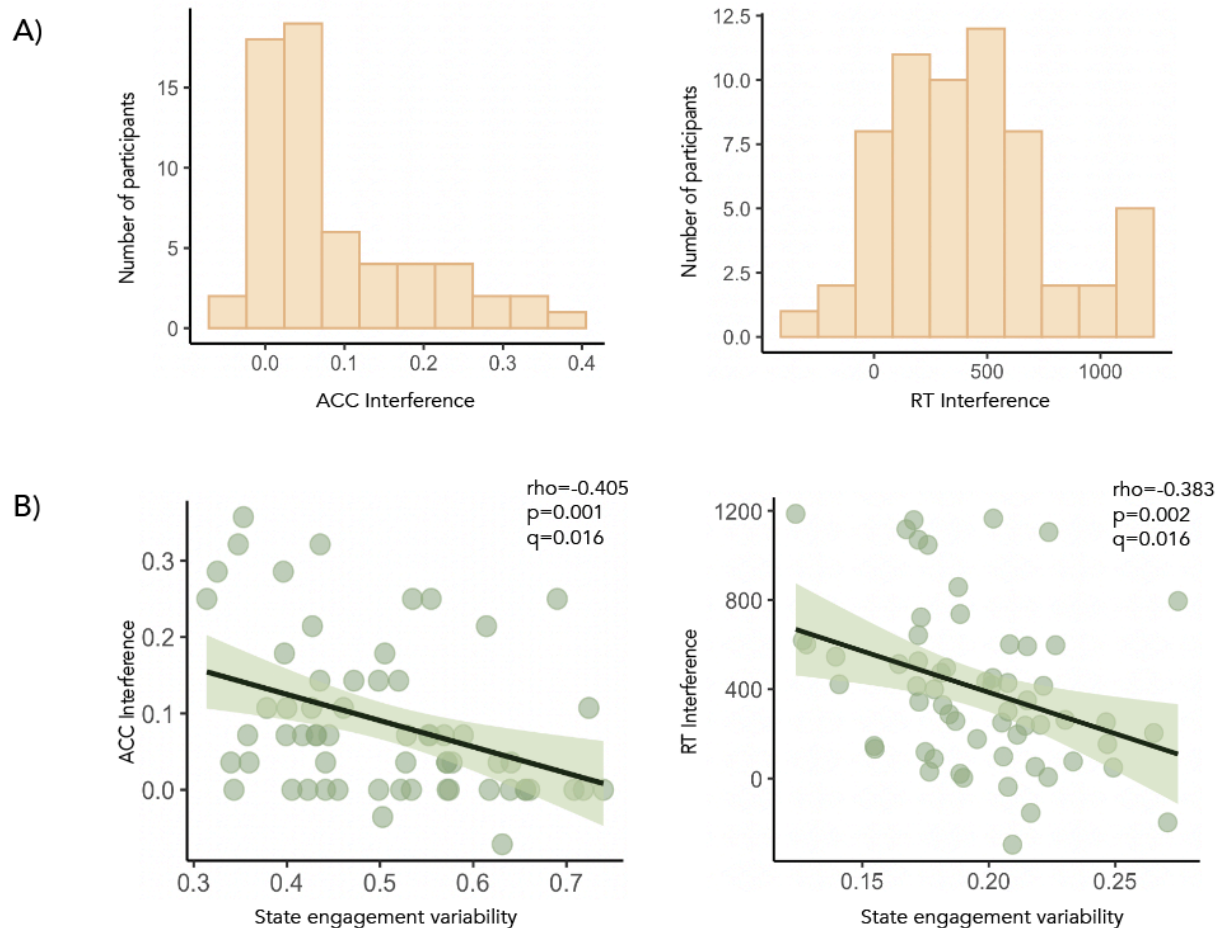 A)
Number of participants
15
10
5
0
0.0 0.1 0.2 0.3 0.4
ACC Interference
Number of participants
12.5
10.0
7.5
5.0
2.5
0.0
0 500 1000
RT Interference
B)
rho=-0.405
p=0.001
q=0.016
ACC Interference
0.3
0.2
0.1
0.0
0.3 0.4 0.5 0.6 0.7
State engagement variability
rho=-0.383
p=0.002
q=0.016
RT Interference
1200
800
400
0
0.15 0.20 0.25
State engagement variability